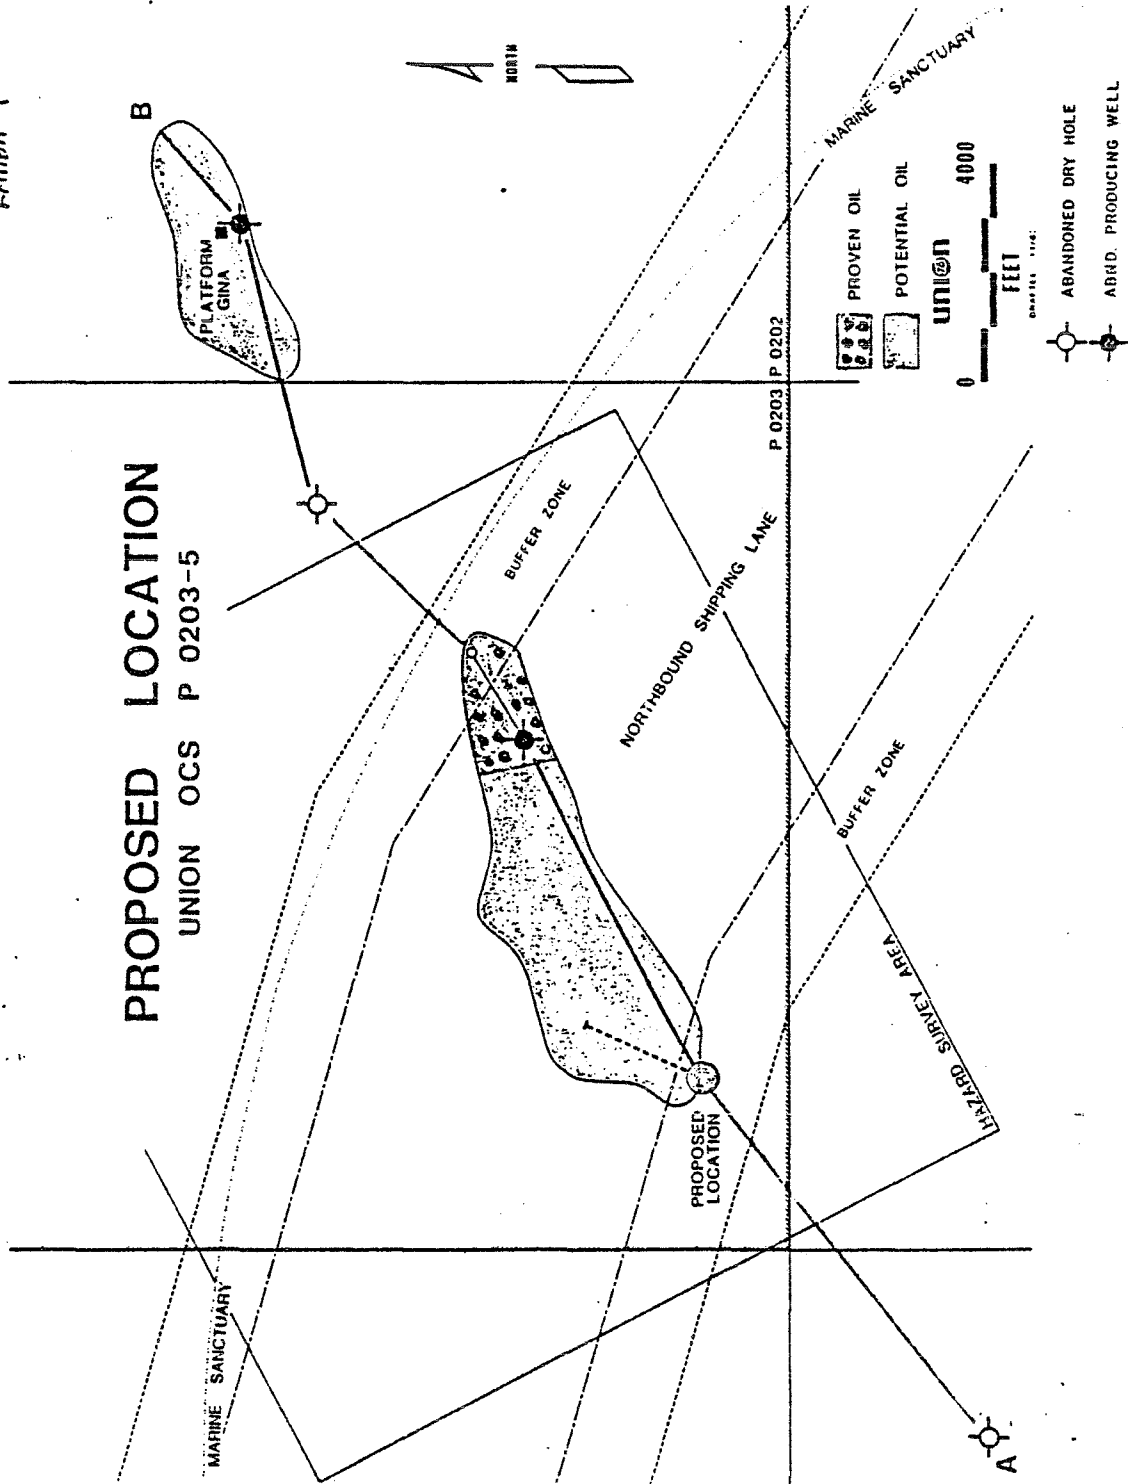 PROPOSED LOCATION
UNION OCS P 0203-5
B
PLATFORM
GINA
NORTH
BUFFER ZONE
NORTHBOUND SHIPPING LANE
MARINE SANCTUARY
MARINE SANCTUARY
PROPOSED
LOCATION
P 0203
P 0202
BUFFER ZONE
HAZARD SURVEY AREA
A
PROVEN OIL
POTENTIAL OIL
union
0 4000
FEET
ABANDONED DRY HOLE
ABND. PRODUCING WELL